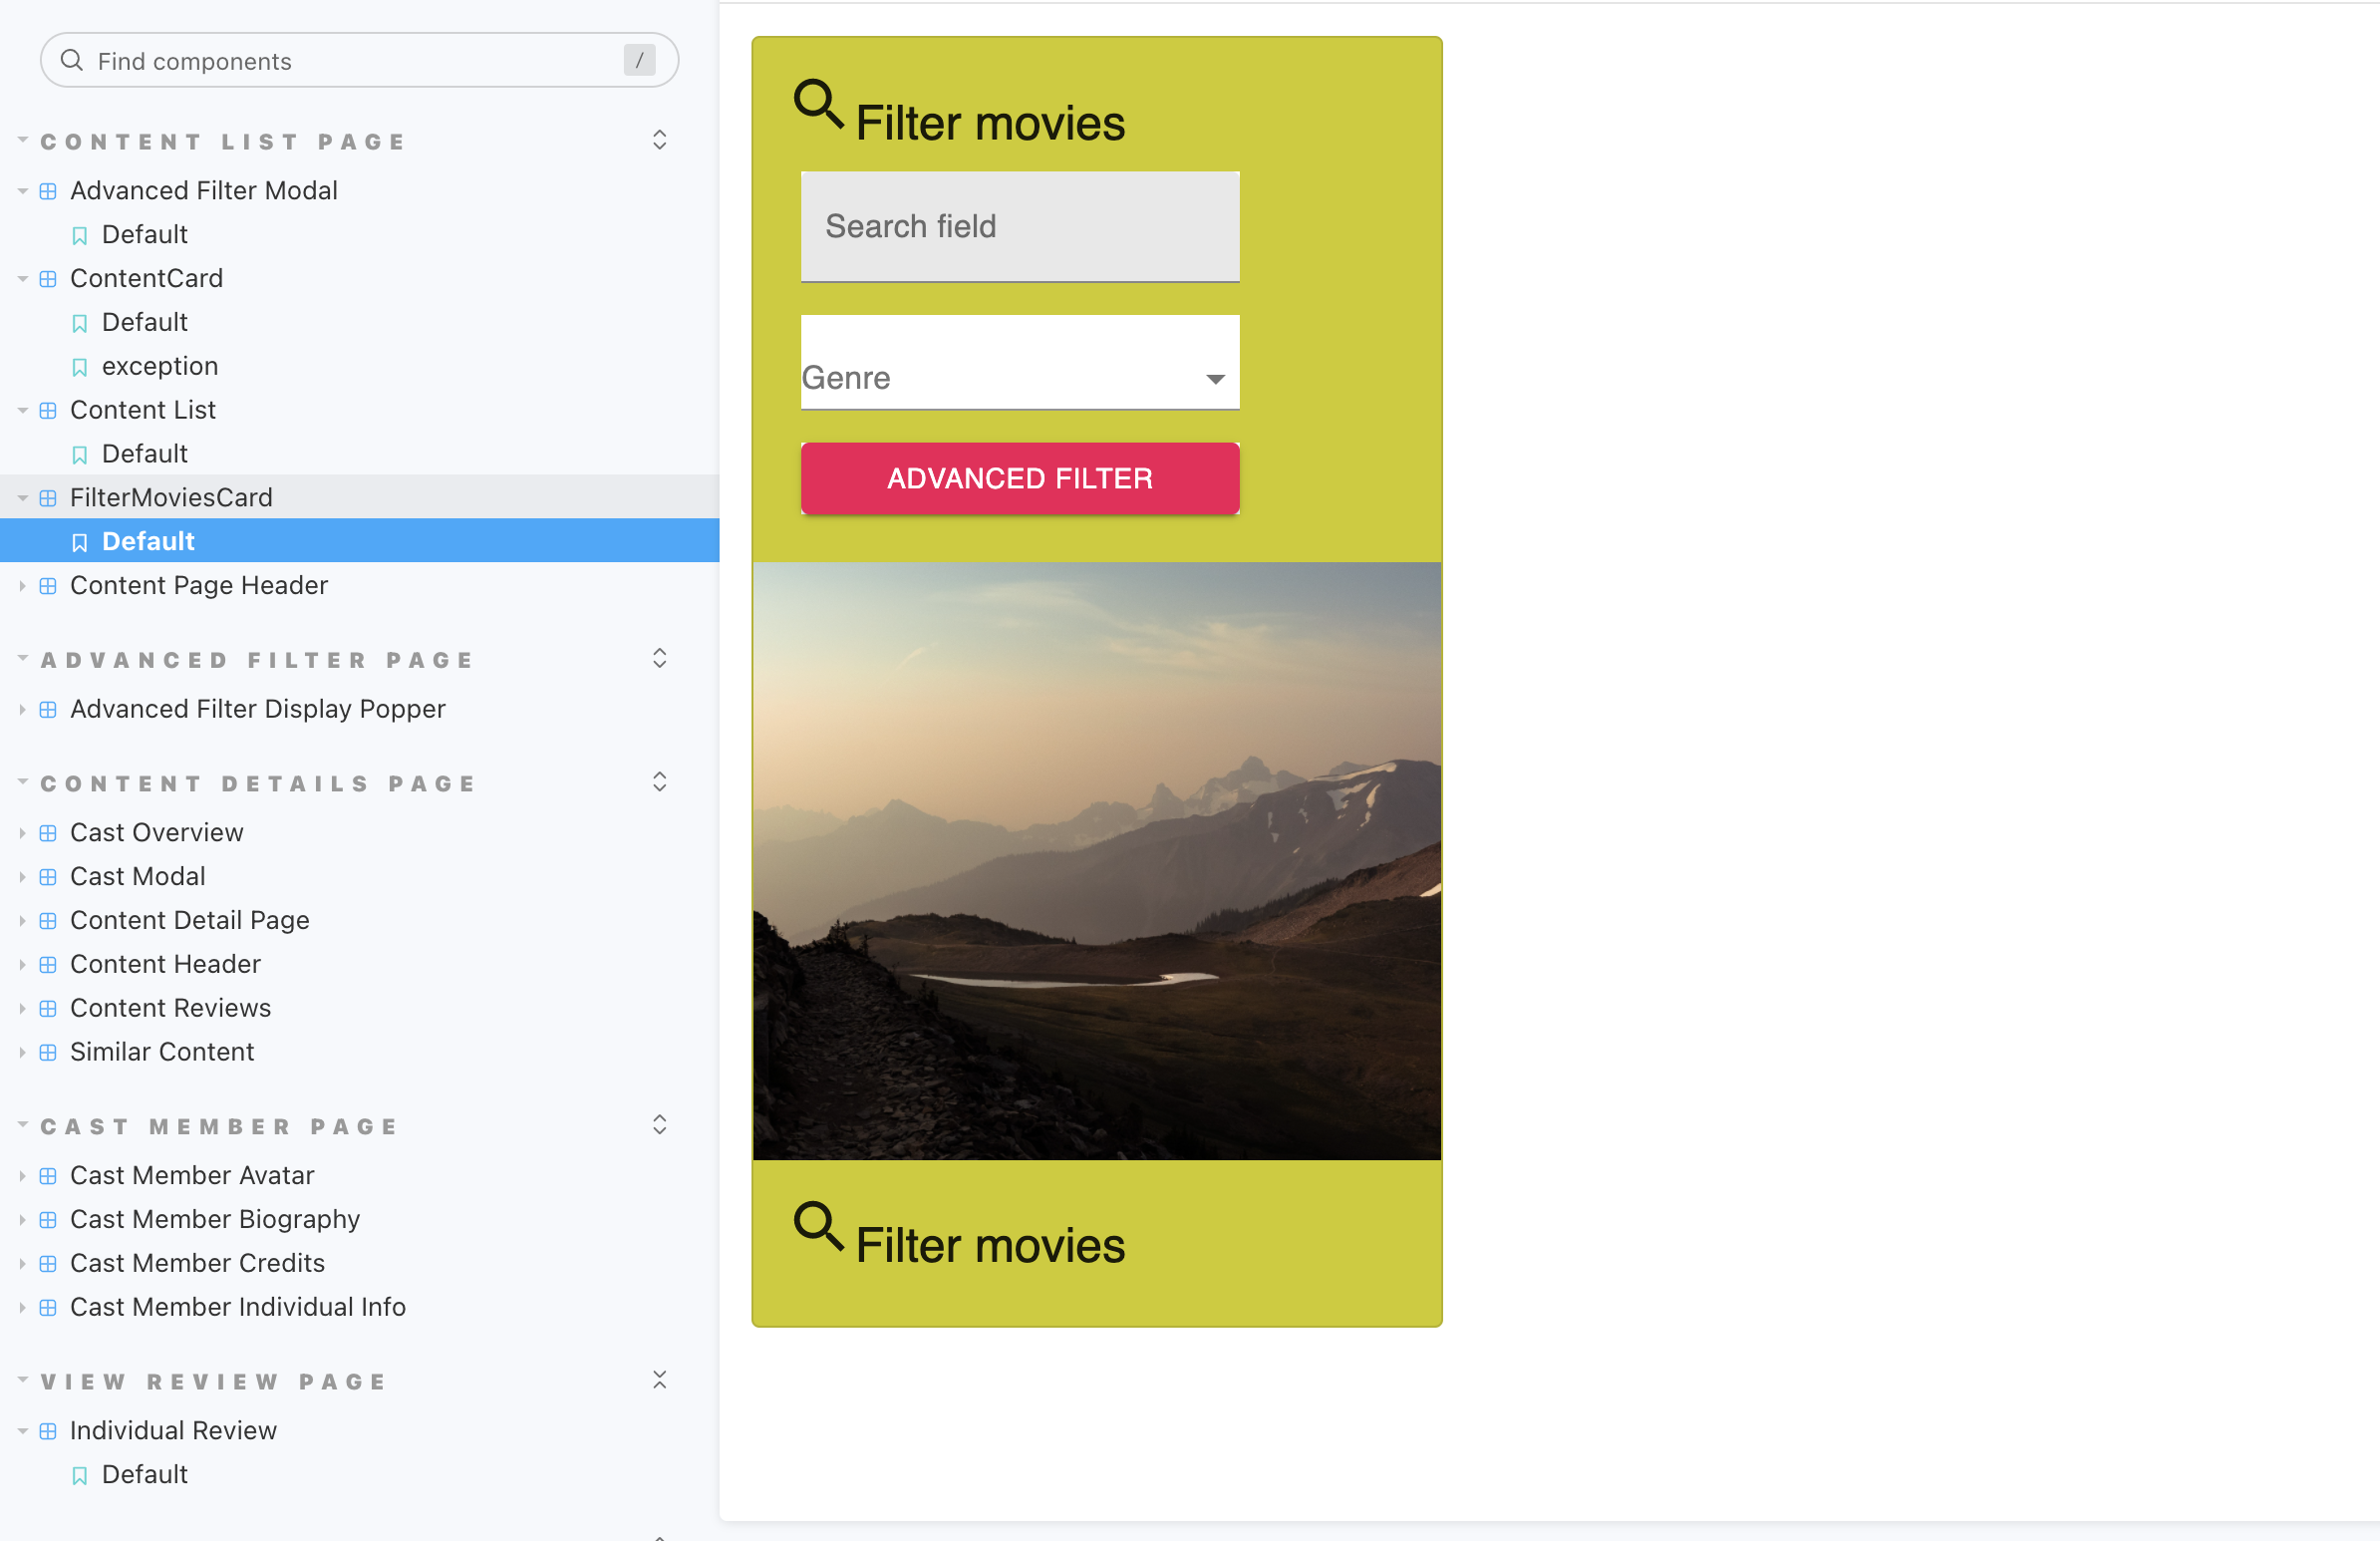 Find components /
CONTENT LIST PAGE
Advanced Filter Modal
Default
ContentCard
Default
exception
Content List
Default
FilterMoviesCard
Default
Content Page Header
ADVANCED FILTER PAGE
Advanced Filter Display Popper
CONTENT DETAILS PAGE
Cast Overview
Cast Modal
Content Detail Page
Content Header
Content Reviews
Similar Content
CAST MEMBER PAGE
Cast Member Avatar
Cast Member Biography
Cast Member Credits
Cast Member Individual Info
VIEW REVIEW PAGE
Individual Review
Default
Filter movies
Search field
Genre
ADVANCED FILTER
Filter movies